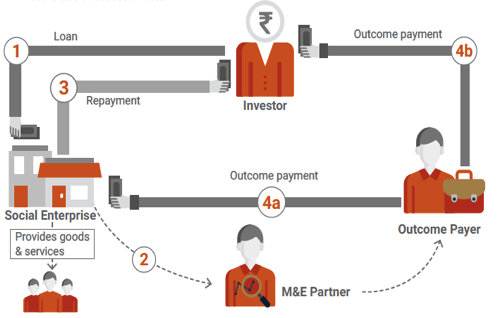 1
Loan
₹
Outcome payment
4b
3
Repayment
Investor
Outcome payment
4a
Social Enterprise
Outcome Payer
Provides goods
& services
2
M&E Partner